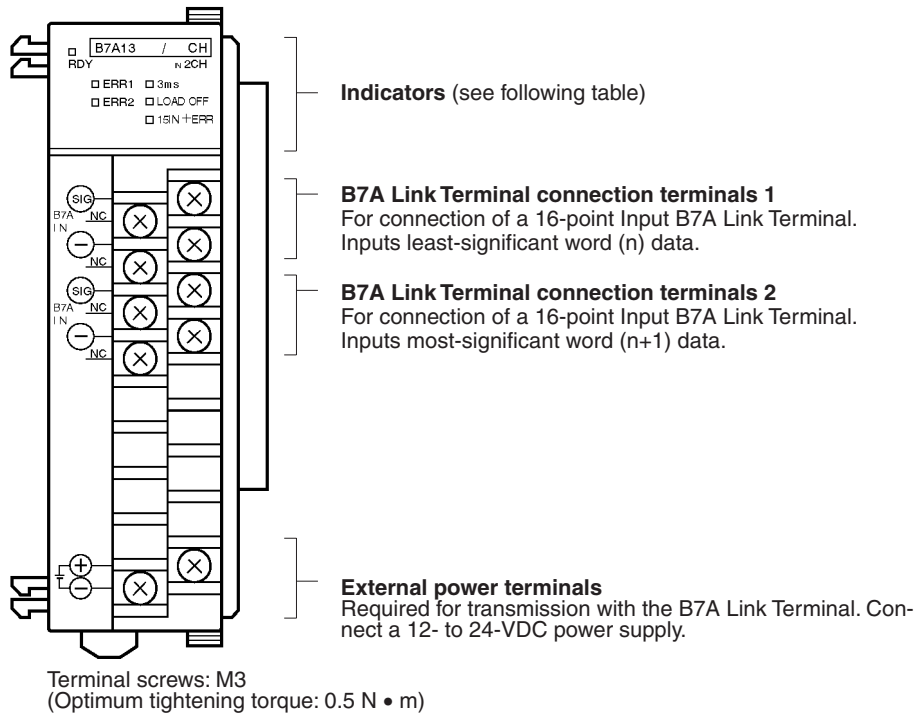 B7A13 / CH
RDY IN 2CH
ERR1 3ms
ERR2 LOAD OFF
15IN+ERR
Indicators (see following table)
SIG
B7A IN
NC
−
NC
SIG
B7A IN
NC
−
NC
B7A Link Terminal connection terminals 1
For connection of a 16-point Input B7A Link Terminal.
Inputs least-significant word (n) data.
B7A Link Terminal connection terminals 2
For connection of a 16-point Input B7A Link Terminal.
Inputs most-significant word (n+1) data.
+
−
External power terminals
Required for transmission with the B7A Link Terminal. Con-
nect a 12- to 24-VDC power supply.
Terminal screws: M3
(Optimum tightening torque: 0.5 N • m)